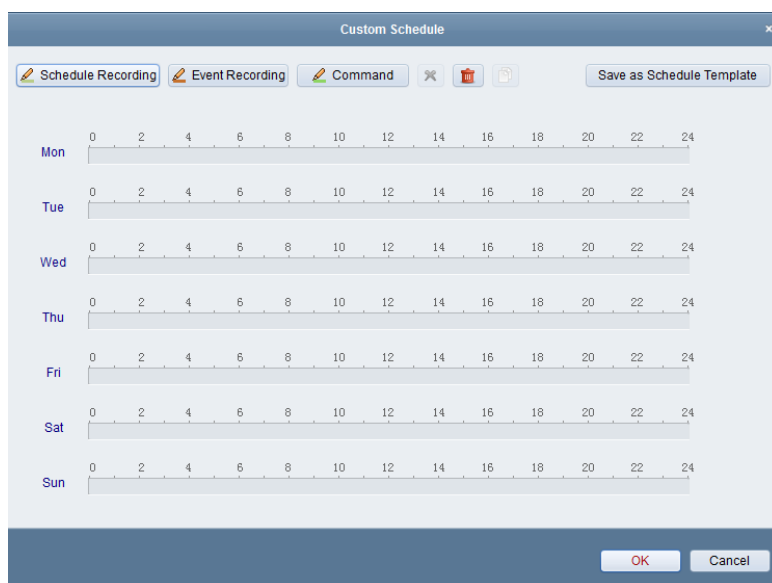 Custom Schedule
Schedule Recording Event Recording Command Save as Schedule Template
0 2 4 6 8 10 12 14 16 18 20 22 24
Mon
0 2 4 6 8 10 12 14 16 18 20 22 24
Tue
0 2 4 6 8 10 12 14 16 18 20 22 24
Wed
0 2 4 6 8 10 12 14 16 18 20 22 24
Thu
0 2 4 6 8 10 12 14 16 18 20 22 24
Fri
0 2 4 6 8 10 12 14 16 18 20 22 24
Sat
0 2 4 6 8 10 12 14 16 18 20 22 24
Sun
OK Cancel